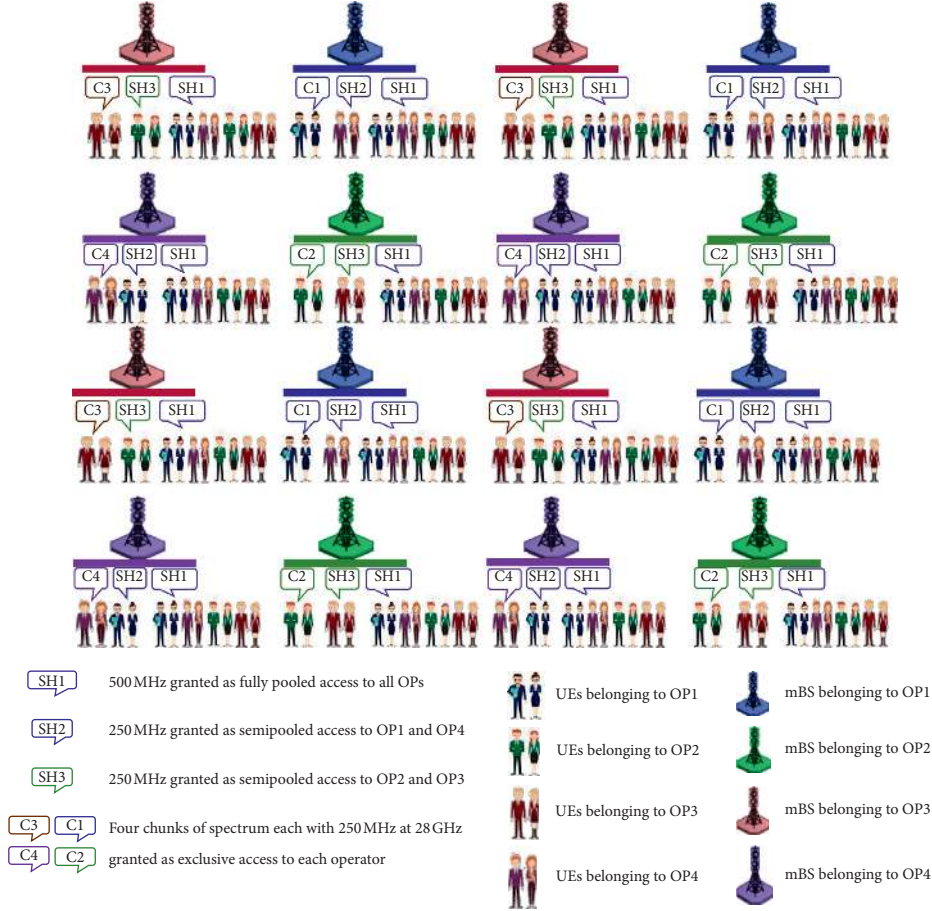 C3 SH3 SH1 C1 SH2 SH1 C3 SH3 SH1 C1 SH2 SH1
C4 SH2 SH1 C2 SH3 SH1 C4 SH2 SH1 C2 SH3 SH1
C3 SH3 SH1 C1 SH2 SH1 C3 SH3 SH1 C1 SH2 SH1
C4 SH2 SH1 C2 SH3 SH1 C4 SH2 SH1 C2 SH3 SH1
SH1 500 MHz granted as fully pooled access to all OPs
SH2 250 MHz granted as semipooled access to OP1 and OP4
SH3 250 MHz granted as semipooled access to OP2 and OP3
C3 C1 Four chunks of spectrum each with 250 MHz at 28 GHz
C4 C2 granted as exclusive access to each operator
UEs belonging to OP1 mBS belonging to OP1
UEs belonging to OP2 mBS belonging to OP2
UEs belonging to OP3 mBS belonging to OP3
UEs belonging to OP4 mBS belonging to OP4